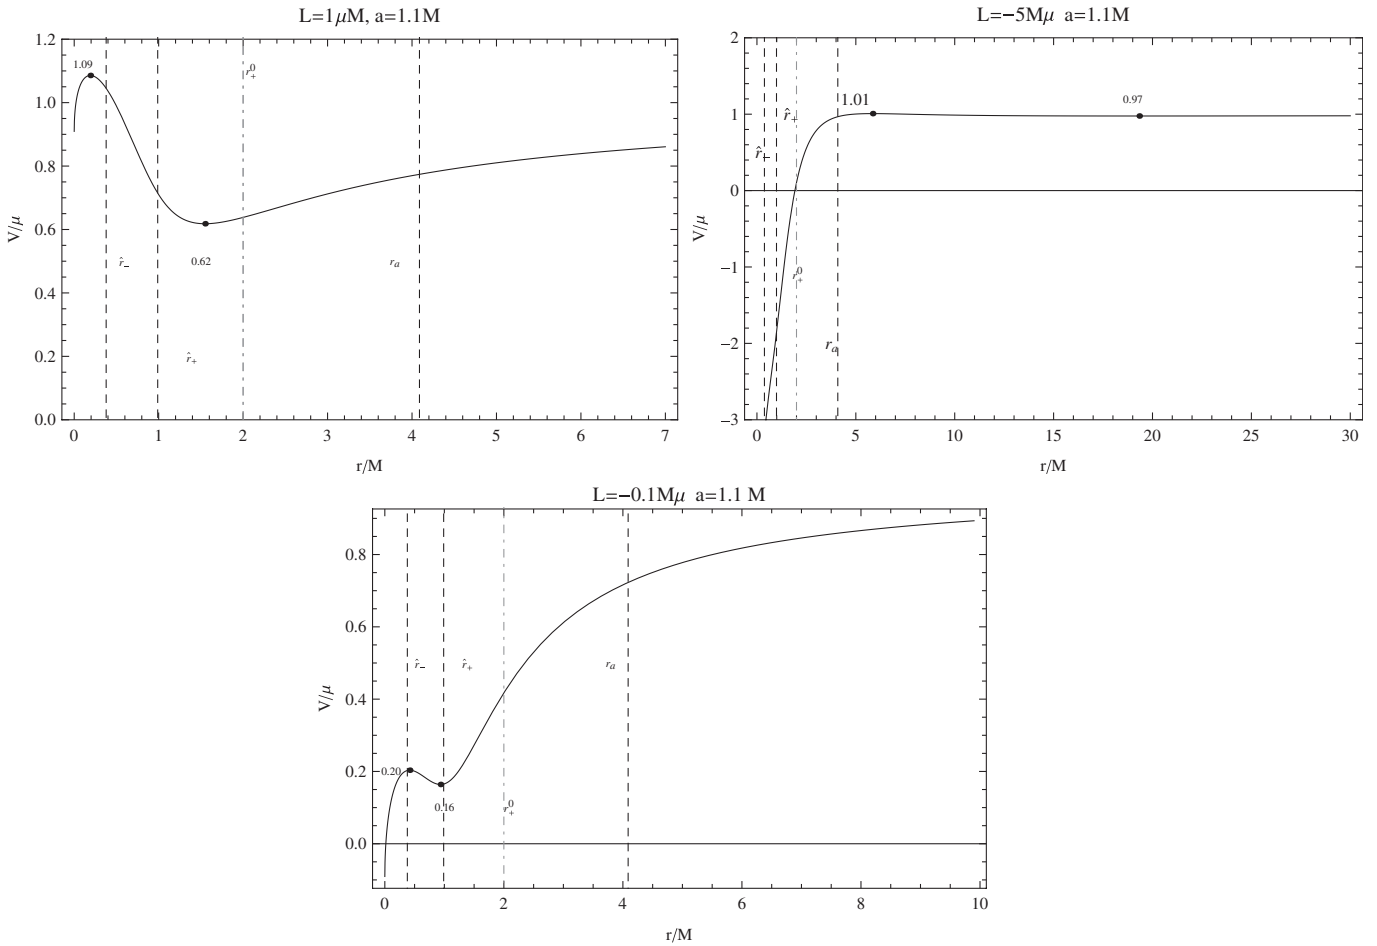 L=1μM, a=1.1M
1.2
1.0
0.8
0.6
0.4
0.2
0.0
V/μ
1.09
r₊⁰
0.62
r̂₋
r̂₊
rₐ
0 1 2 3 4 5 6 7
r/M
L=−5Mμ a=1.1M
2
1
0
−1
−2
−3
V/μ
1.01
0.97
r̂₊
r̂₋
r₊⁰
rₐ
0 5 10 15 20 25 30
r/M
L=−0.1Mμ a=1.1 M
0.8
0.6
0.4
0.2
0.0
V/μ
r̂₋
r̂₊
rₐ
0.20
0.16
r₊⁰
0 2 4 6 8 10
r/M